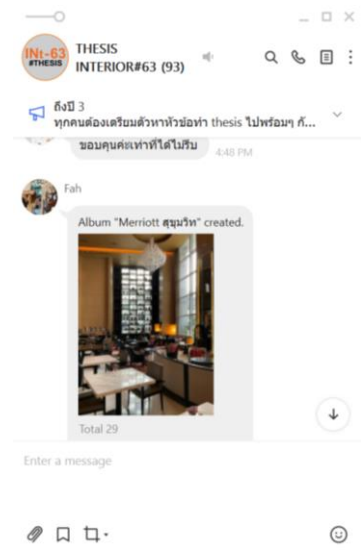 INt-63
#THESIS
THESIS
INTERIOR#63 (93)
ถึงปี 3
ทุกคนต้องเตรียมตัวหาหัวข้อทำ thesis ไปพร้อมๆ กั...
ขอบคุณค่ะเท่าที่ได้ไม่รีบ
4:48 PM
Fah
Album "Merriott สุขุมวิท" created.
Total 29
Enter a message